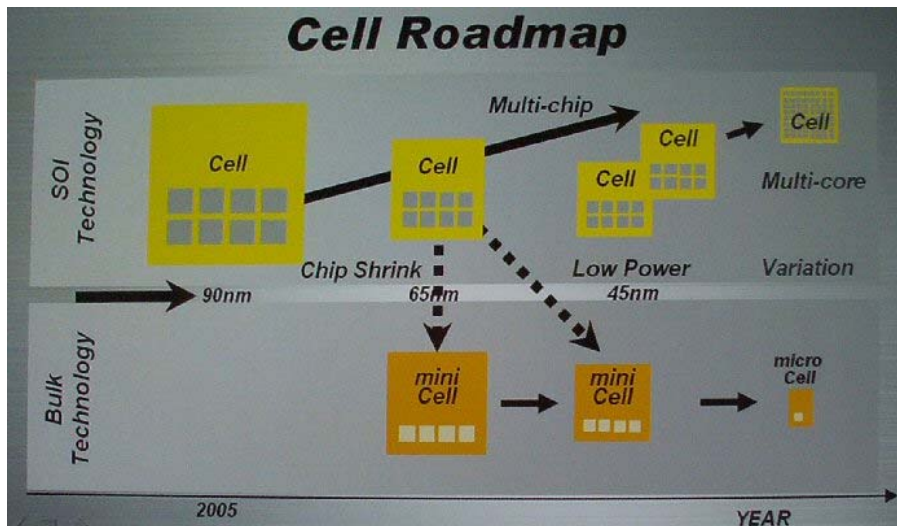 Cell Roadmap
SOI
Technology
Cell
Cell
Multi-chip
Cell
Cell
Cell
Multi-core
Chip Shrink
Low Power
Variation
90nm
65nm
45nm
Bulk
Technology
mini
Cell
mini
Cell
micro
Cell
2005
YEAR